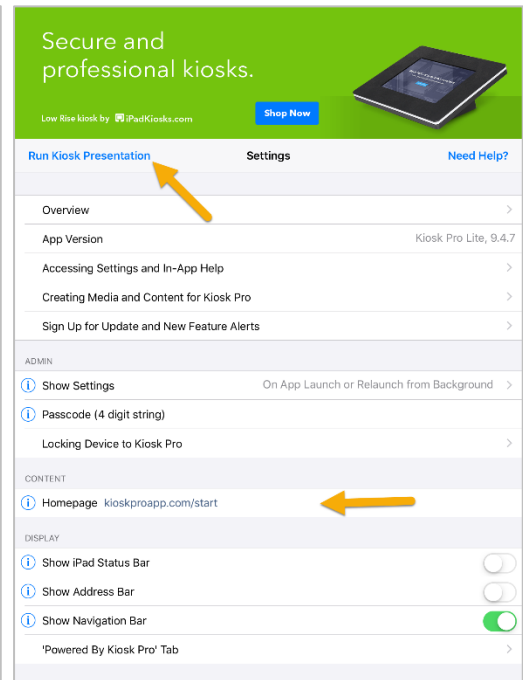 Secure and
professional kiosks.
Low Rise kiosk by iPadKiosks.com
Shop Now
Run Kiosk Presentation Settings Need Help?
Overview
App Version Kiosk Pro Lite, 9.4.7
Accessing Settings and In-App Help
Creating Media and Content for Kiosk Pro
Sign Up for Update and New Feature Alerts
ADMIN
Show Settings On App Launch or Relaunch from Background
Passcode (4 digit string)
Locking Device to Kiosk Pro
CONTENT
Homepage kioskproapp.com/start
DISPLAY
Show iPad Status Bar
Show Address Bar
Show Navigation Bar
'Powered By Kiosk Pro' Tab